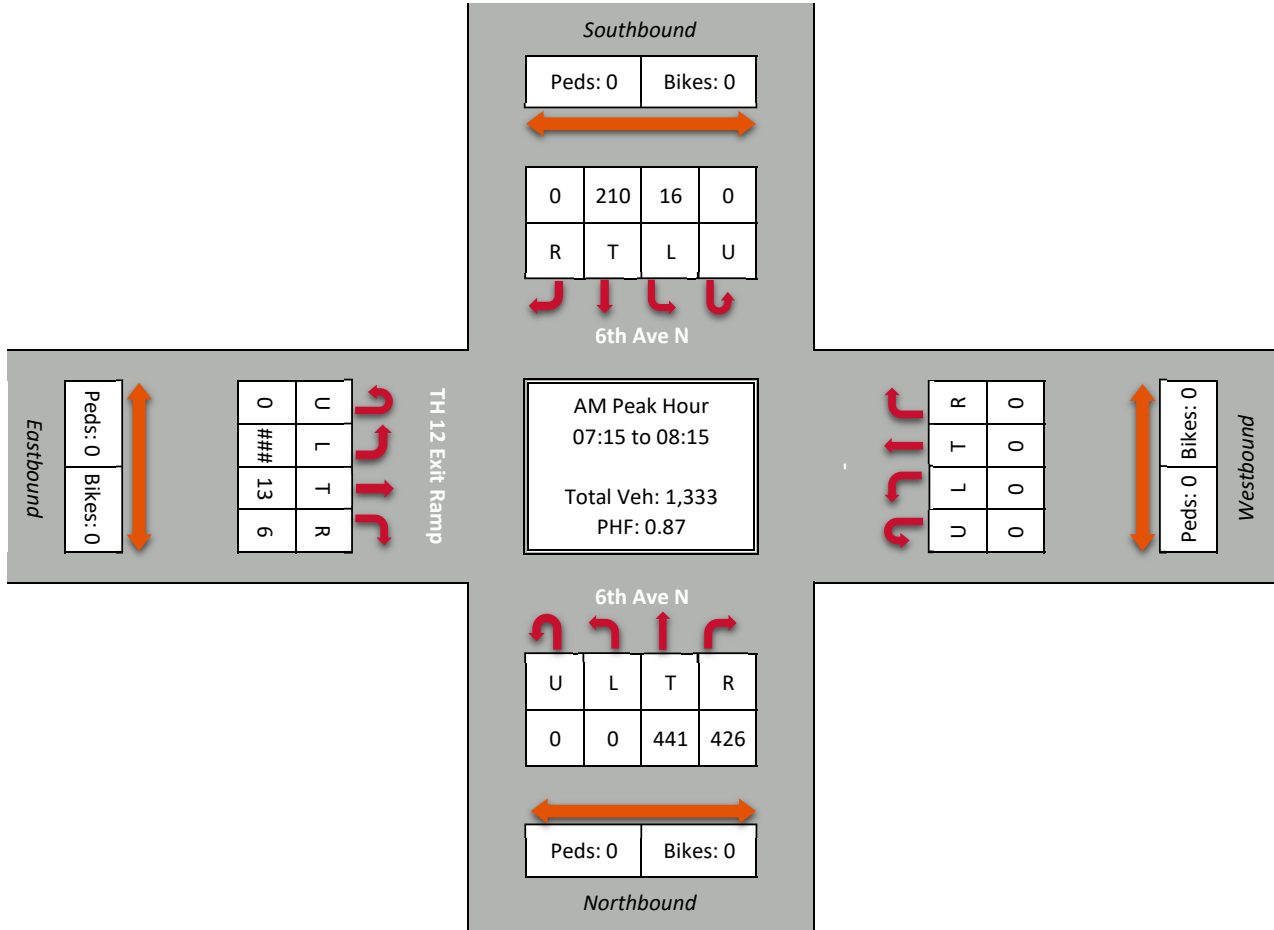 Southbound
Peds: 0 Bikes: 0
0 210 16 0
R T L U
6th Ave N
Eastbound
Peds: 0 Bikes: 0
0 ### 13 6
U L T R
TH 12 Exit Ramp
AM Peak Hour
07:15 to 08:15
Total Veh: 1,333
PHF: 0.87
-
R T L U
0 0 0 0
Peds: 0 Bikes: 0
Westbound
6th Ave N
U L T R
0 0 441 426
Peds: 0 Bikes: 0
Northbound